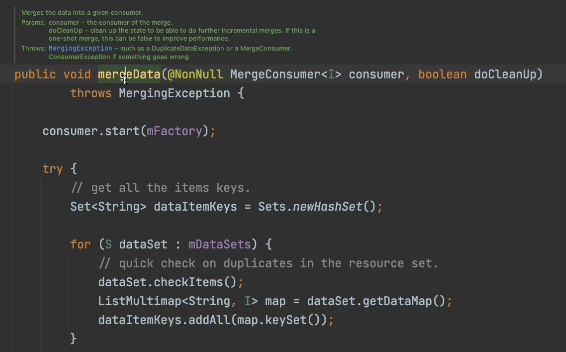 Merges the data into a given consumer.
Params: consumer – the consumer of the merge.
doCleanUp – clean up the state to be able to do further incremental merges. If this is a
one-shot merge, this can be false to improve performance.
Throws: MergingException – such as a DuplicateDataException or a MergeConsumer.
ConsumerException if something goes wrong
public void mergeData(@NonNull MergeConsumer<I> consumer, boolean doCleanUp)
throws MergingException {
consumer.start(mFactory);
try {
// get all the items keys.
Set<String> dataItemKeys = Sets.newHashSet();
for (S dataSet : mDataSets) {
// quick check on duplicates in the resource set.
dataSet.checkItems();
ListMultimap<String, I> map = dataSet.getDataMap();
dataItemKeys.addAll(map.keySet());
}